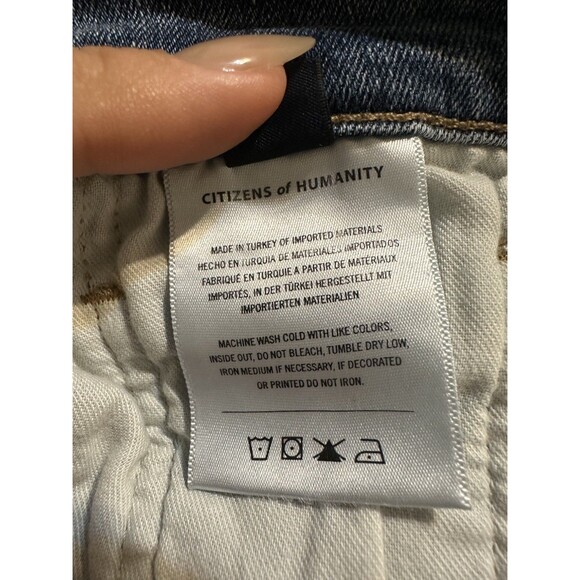 CITIZENS of HUMANITY
MADE IN TURKEY OF IMPORTED MATERIALS
HECHO EN TURQUIA DE MATERIALES IMPORTADOS
FABRIQUÉ EN TURQUIE A PARTIR DE MATÉRIAUX
IMPORTÉS, IN DER TÜRKEI HERGESTELLT MIT
IMPORTIERTEN MATERIALIEN
MACHINE WASH COLD WITH LIKE COLORS,
INSIDE OUT, DO NOT BLEACH, TUMBLE DRY LOW,
IRON MEDIUM IF NECESSARY, IF DECORATED
OR PRINTED DO NOT IRON.